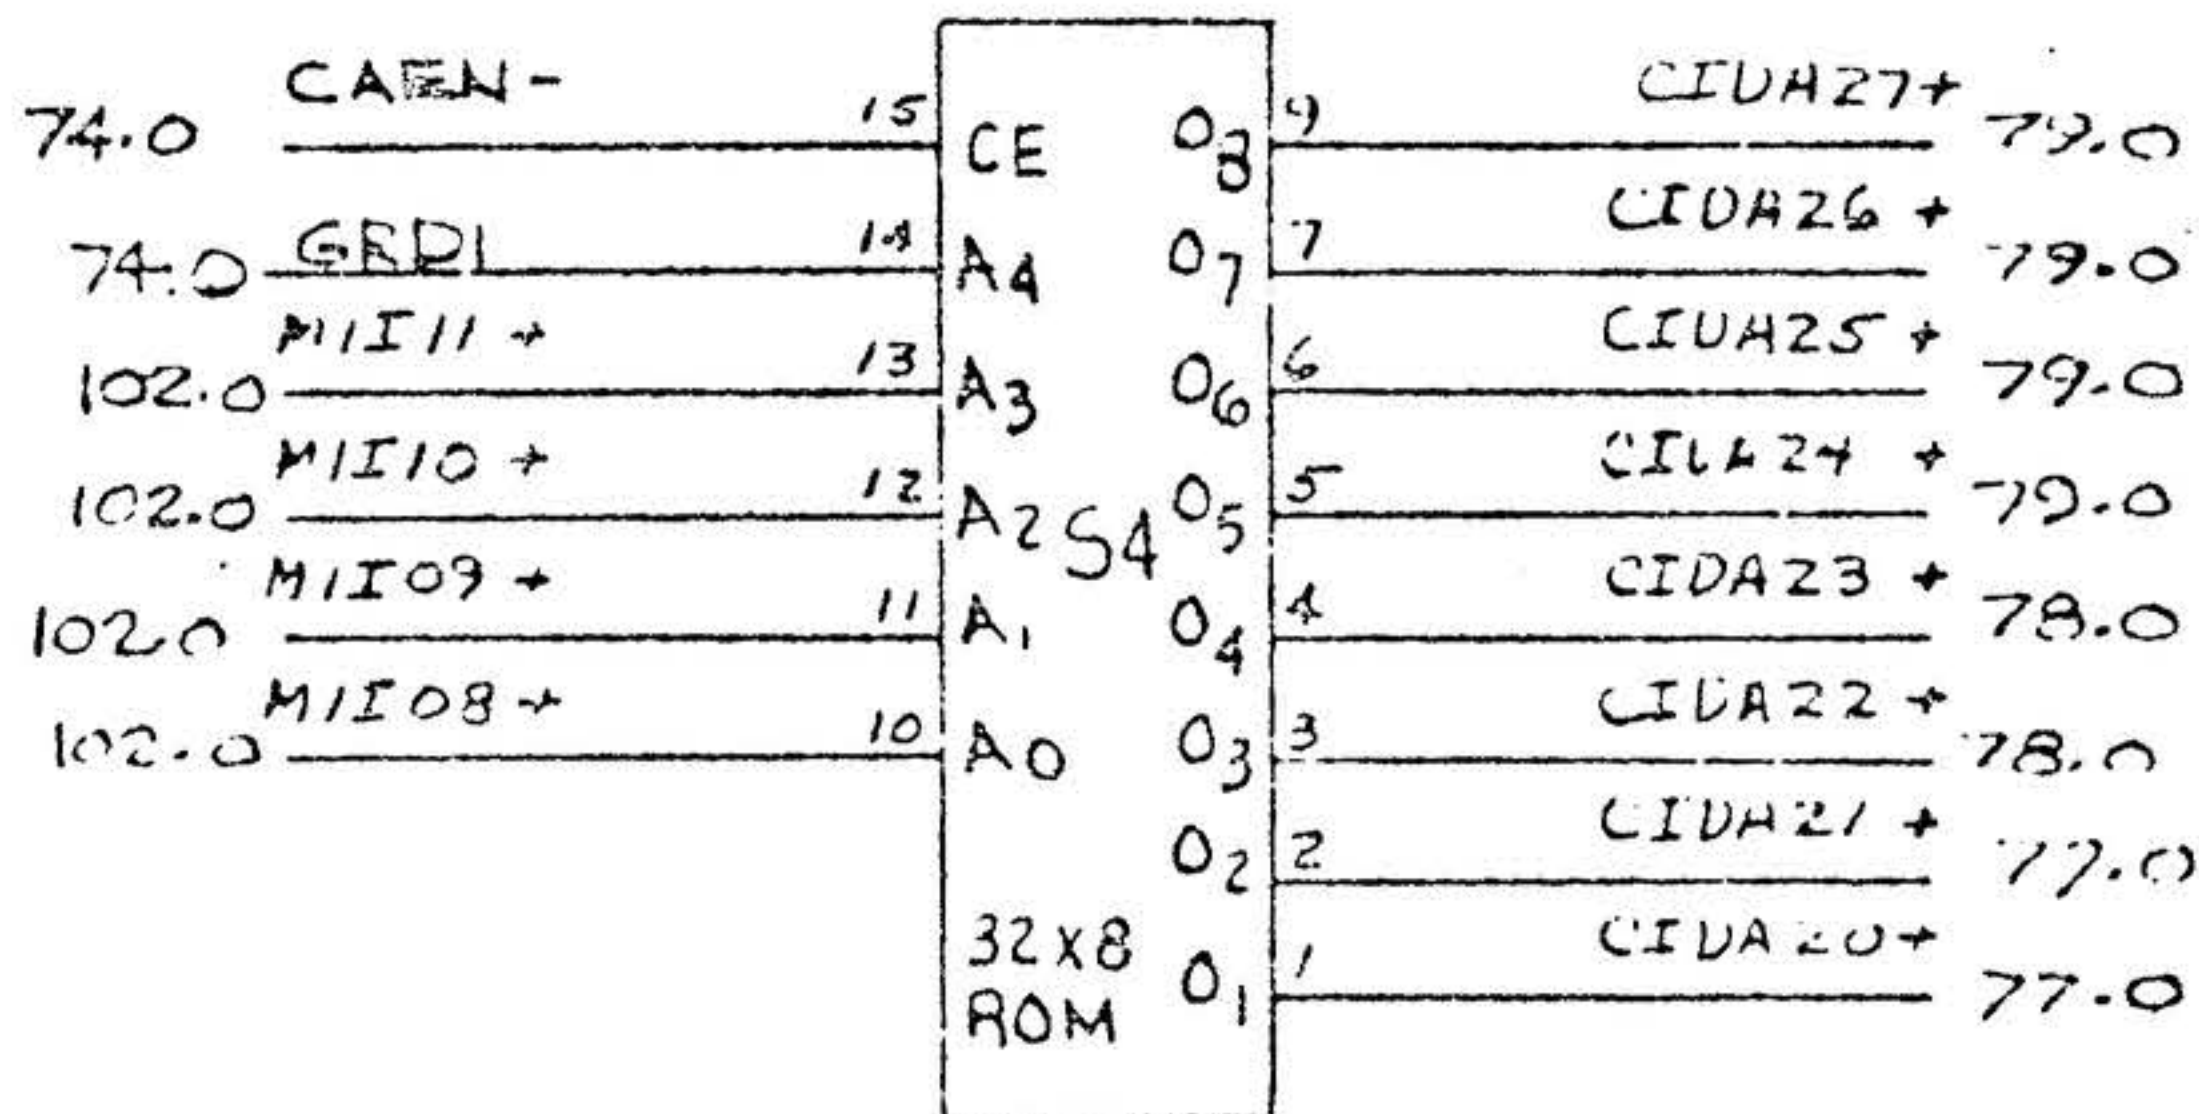 CAEN- 15 CE O8 9 CIDA27+
74.0 79.0
14 A4 O7 7 CIDA26 +
74.0 79.0
MII11 + 13 A3 O6 6 CIDA25 +
102.0 79.0
MII10 + 12 A2 O5 5 CIDA24 +
102.0 S4 79.0
MII09 + 11 A1 O4 4 CIDA23 +
102.0 78.0
MII08 + 10 A0 O3 3 CIDA22 +
102.0 78.0
O2 2 CIDA21 +
77.0
32X8 O1 1 CIDA20+
ROM 77.0